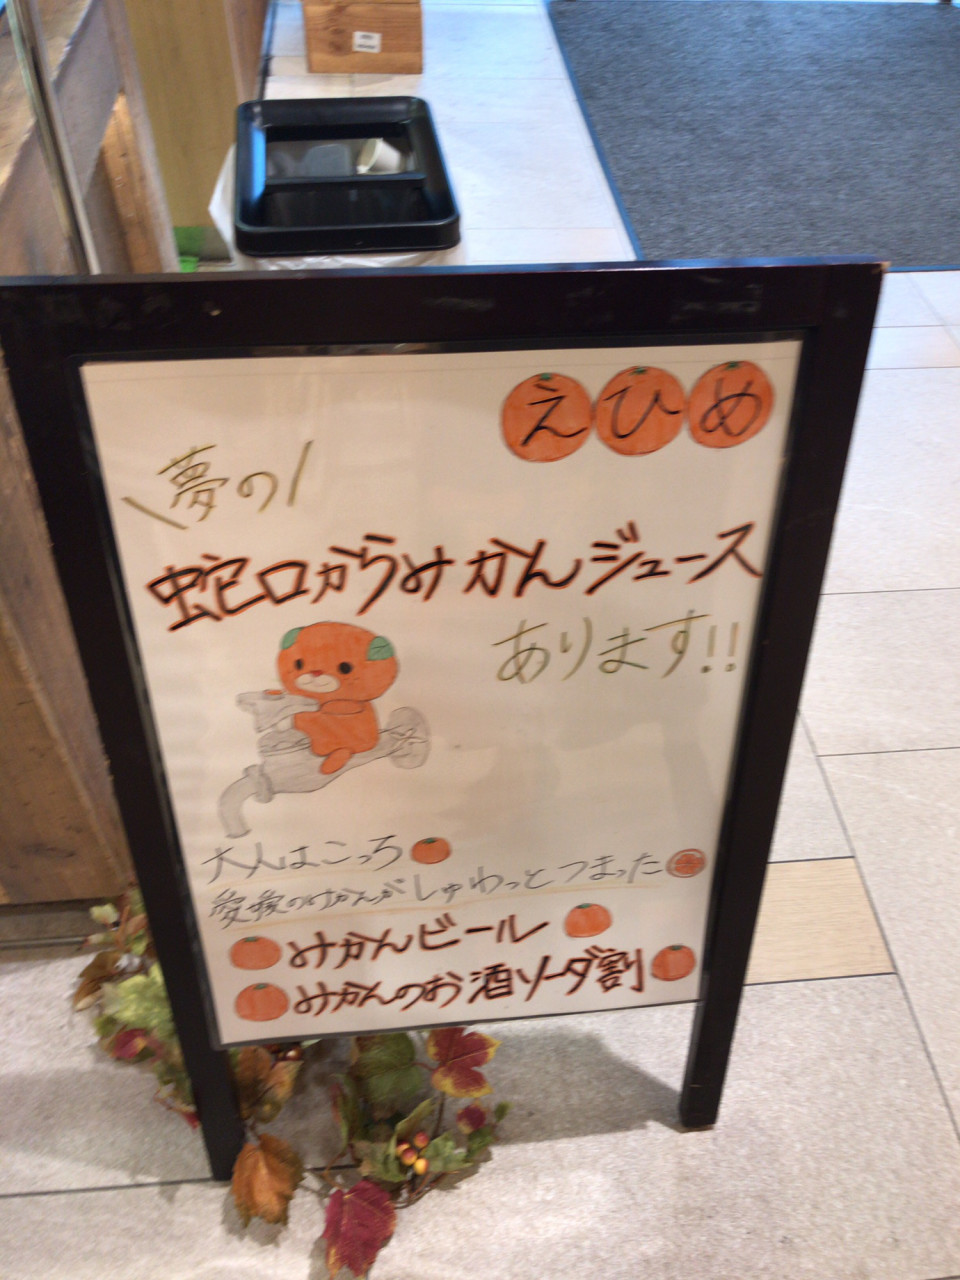 えひめ
\夢の/
蛇口からみかんジュース
あります!!
大人はこっち
愛媛のみかんがしゅわっとつまった
みかんビール
みかんのお酒ソーダ割